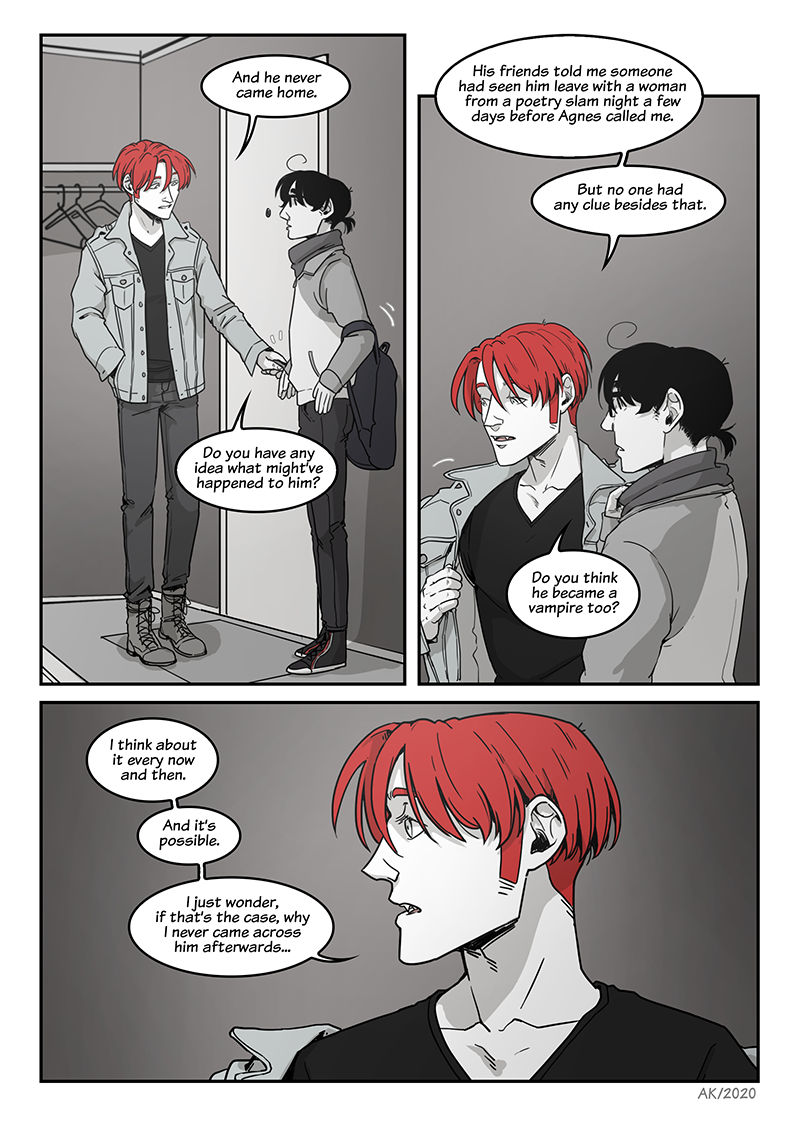 And he never
came home.
Do you have any
idea what might've
happened to him?
His friends told me someone
had seen him leave with a woman
from a poetry slam night a few
days before Agnes called me.
But no one had
any clue besides that.
Do you think
he became a
vampire too?
I think about
it every now
and then.
And it's
possible.
I just wonder,
if that's the case, why
I never came across
him afterwards...
AK/2020